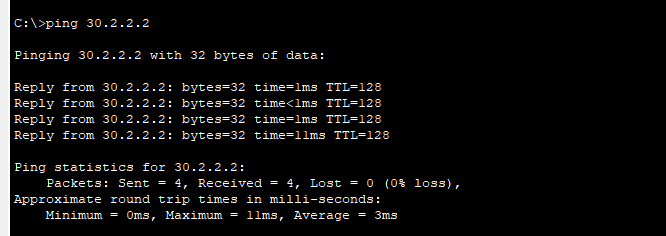 C:\>ping 30.2.2.2
Pinging 30.2.2.2 with 32 bytes of data:
Reply from 30.2.2.2: bytes=32 time=1ms TTL=128
Reply from 30.2.2.2: bytes=32 time<1ms TTL=128
Reply from 30.2.2.2: bytes=32 time=1ms TTL=128
Reply from 30.2.2.2: bytes=32 time=11ms TTL=128
Ping statistics for 30.2.2.2:
Packets: Sent = 4, Received = 4, Lost = 0 (0% loss),
Approximate round trip times in milli-seconds:
Minimum = 0ms, Maximum = 11ms, Average = 3ms